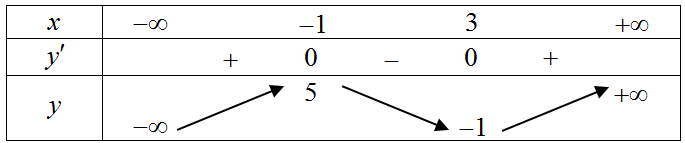 x −∞ −1 3 +∞
y′ + 0 − 0 +
5 +∞
y
−∞ −1